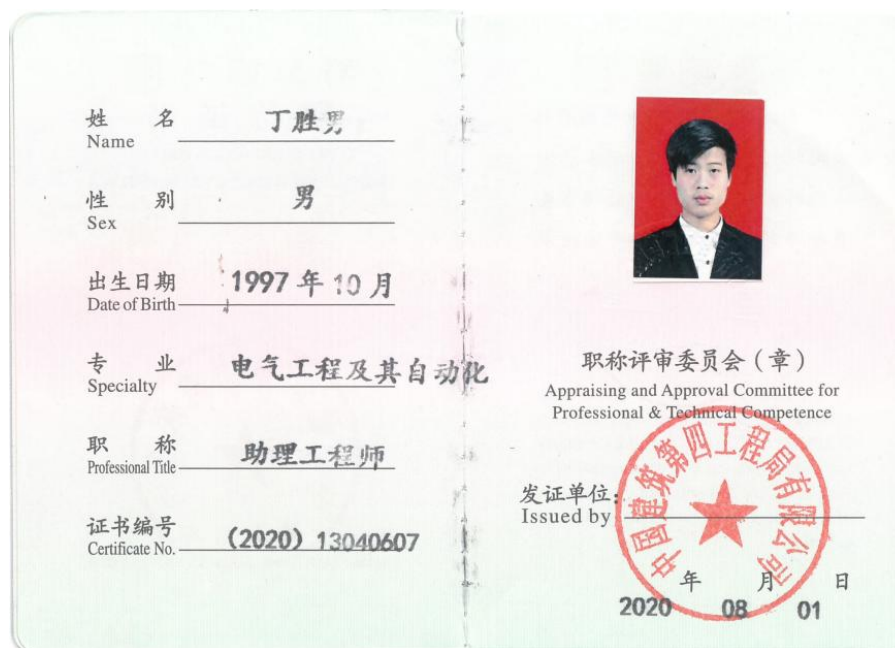 姓 名 丁胜男
Name
性 别 男
Sex
出生日期 1997 年 10 月
Date of Birth
专 业 电气工程及其自动化
Specialty
职 称 助理工程师
Professional Title
证书编号 (2020) 13040607
Certificate No.
职称评审委员会（章）
Appraising and Approval Committee for
Professional & Technical Competence
中国建筑第四工程局有限公司
发证单位:
Issued by
年 月 日
2020 08 01